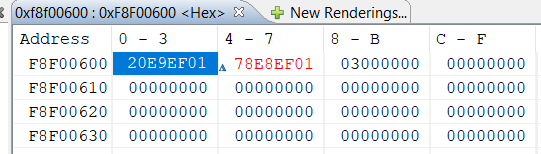 0xf8f00600 : 0xF8F00600 <Hex> New Renderings...
Address 0 - 3 4 - 7 8 - B C - F
F8F00600 20E9EF01 78E8EF01 03000000 00000000
F8F00610 00000000 00000000 00000000 00000000
F8F00620 00000000 00000000 00000000 00000000
F8F00630 00000000 00000000 00000000 00000000